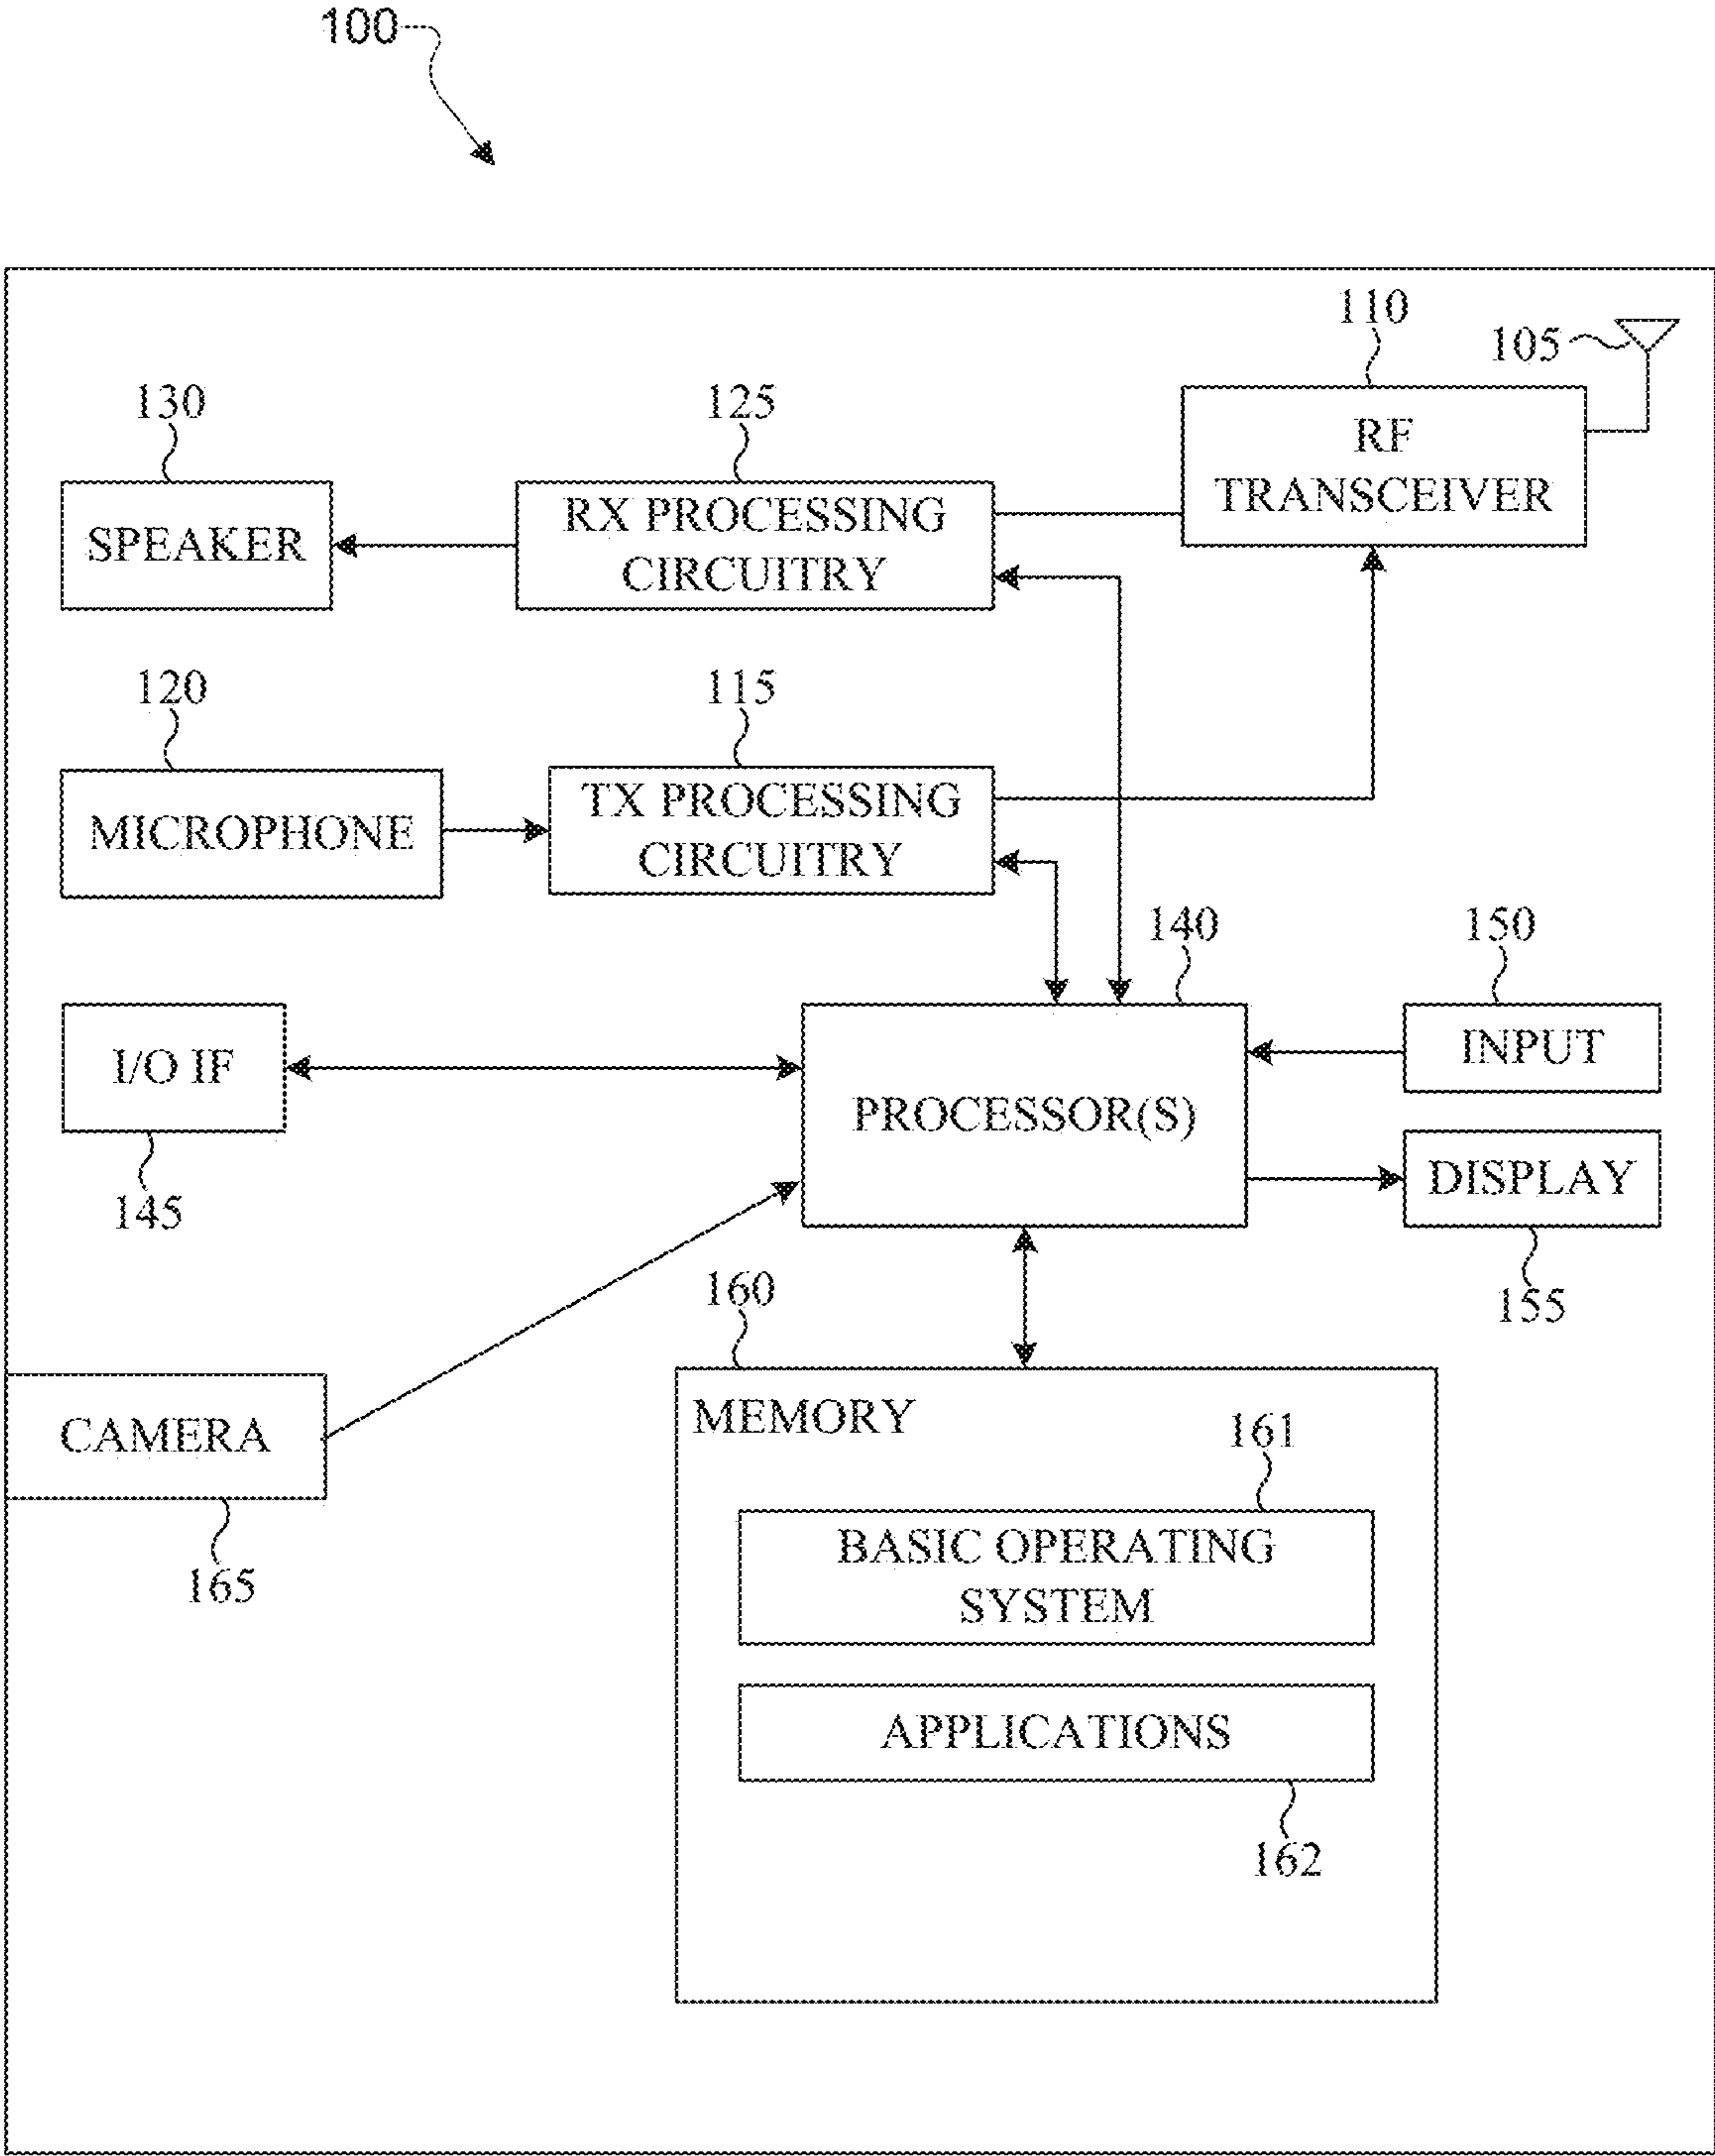 100
110
105
130
125
RF
TRANSCEIVER
SPEAKER
RX PROCESSING
CIRCUITRY
120
115
MICROPHONE
TX PROCESSING
CIRCUITRY
140
150
I/O IF
PROCESSOR(S)
INPUT
DISPLAY
145
160
155
CAMERA
165
MEMORY
161
BASIC OPERATING
SYSTEM
APPLICATIONS
162